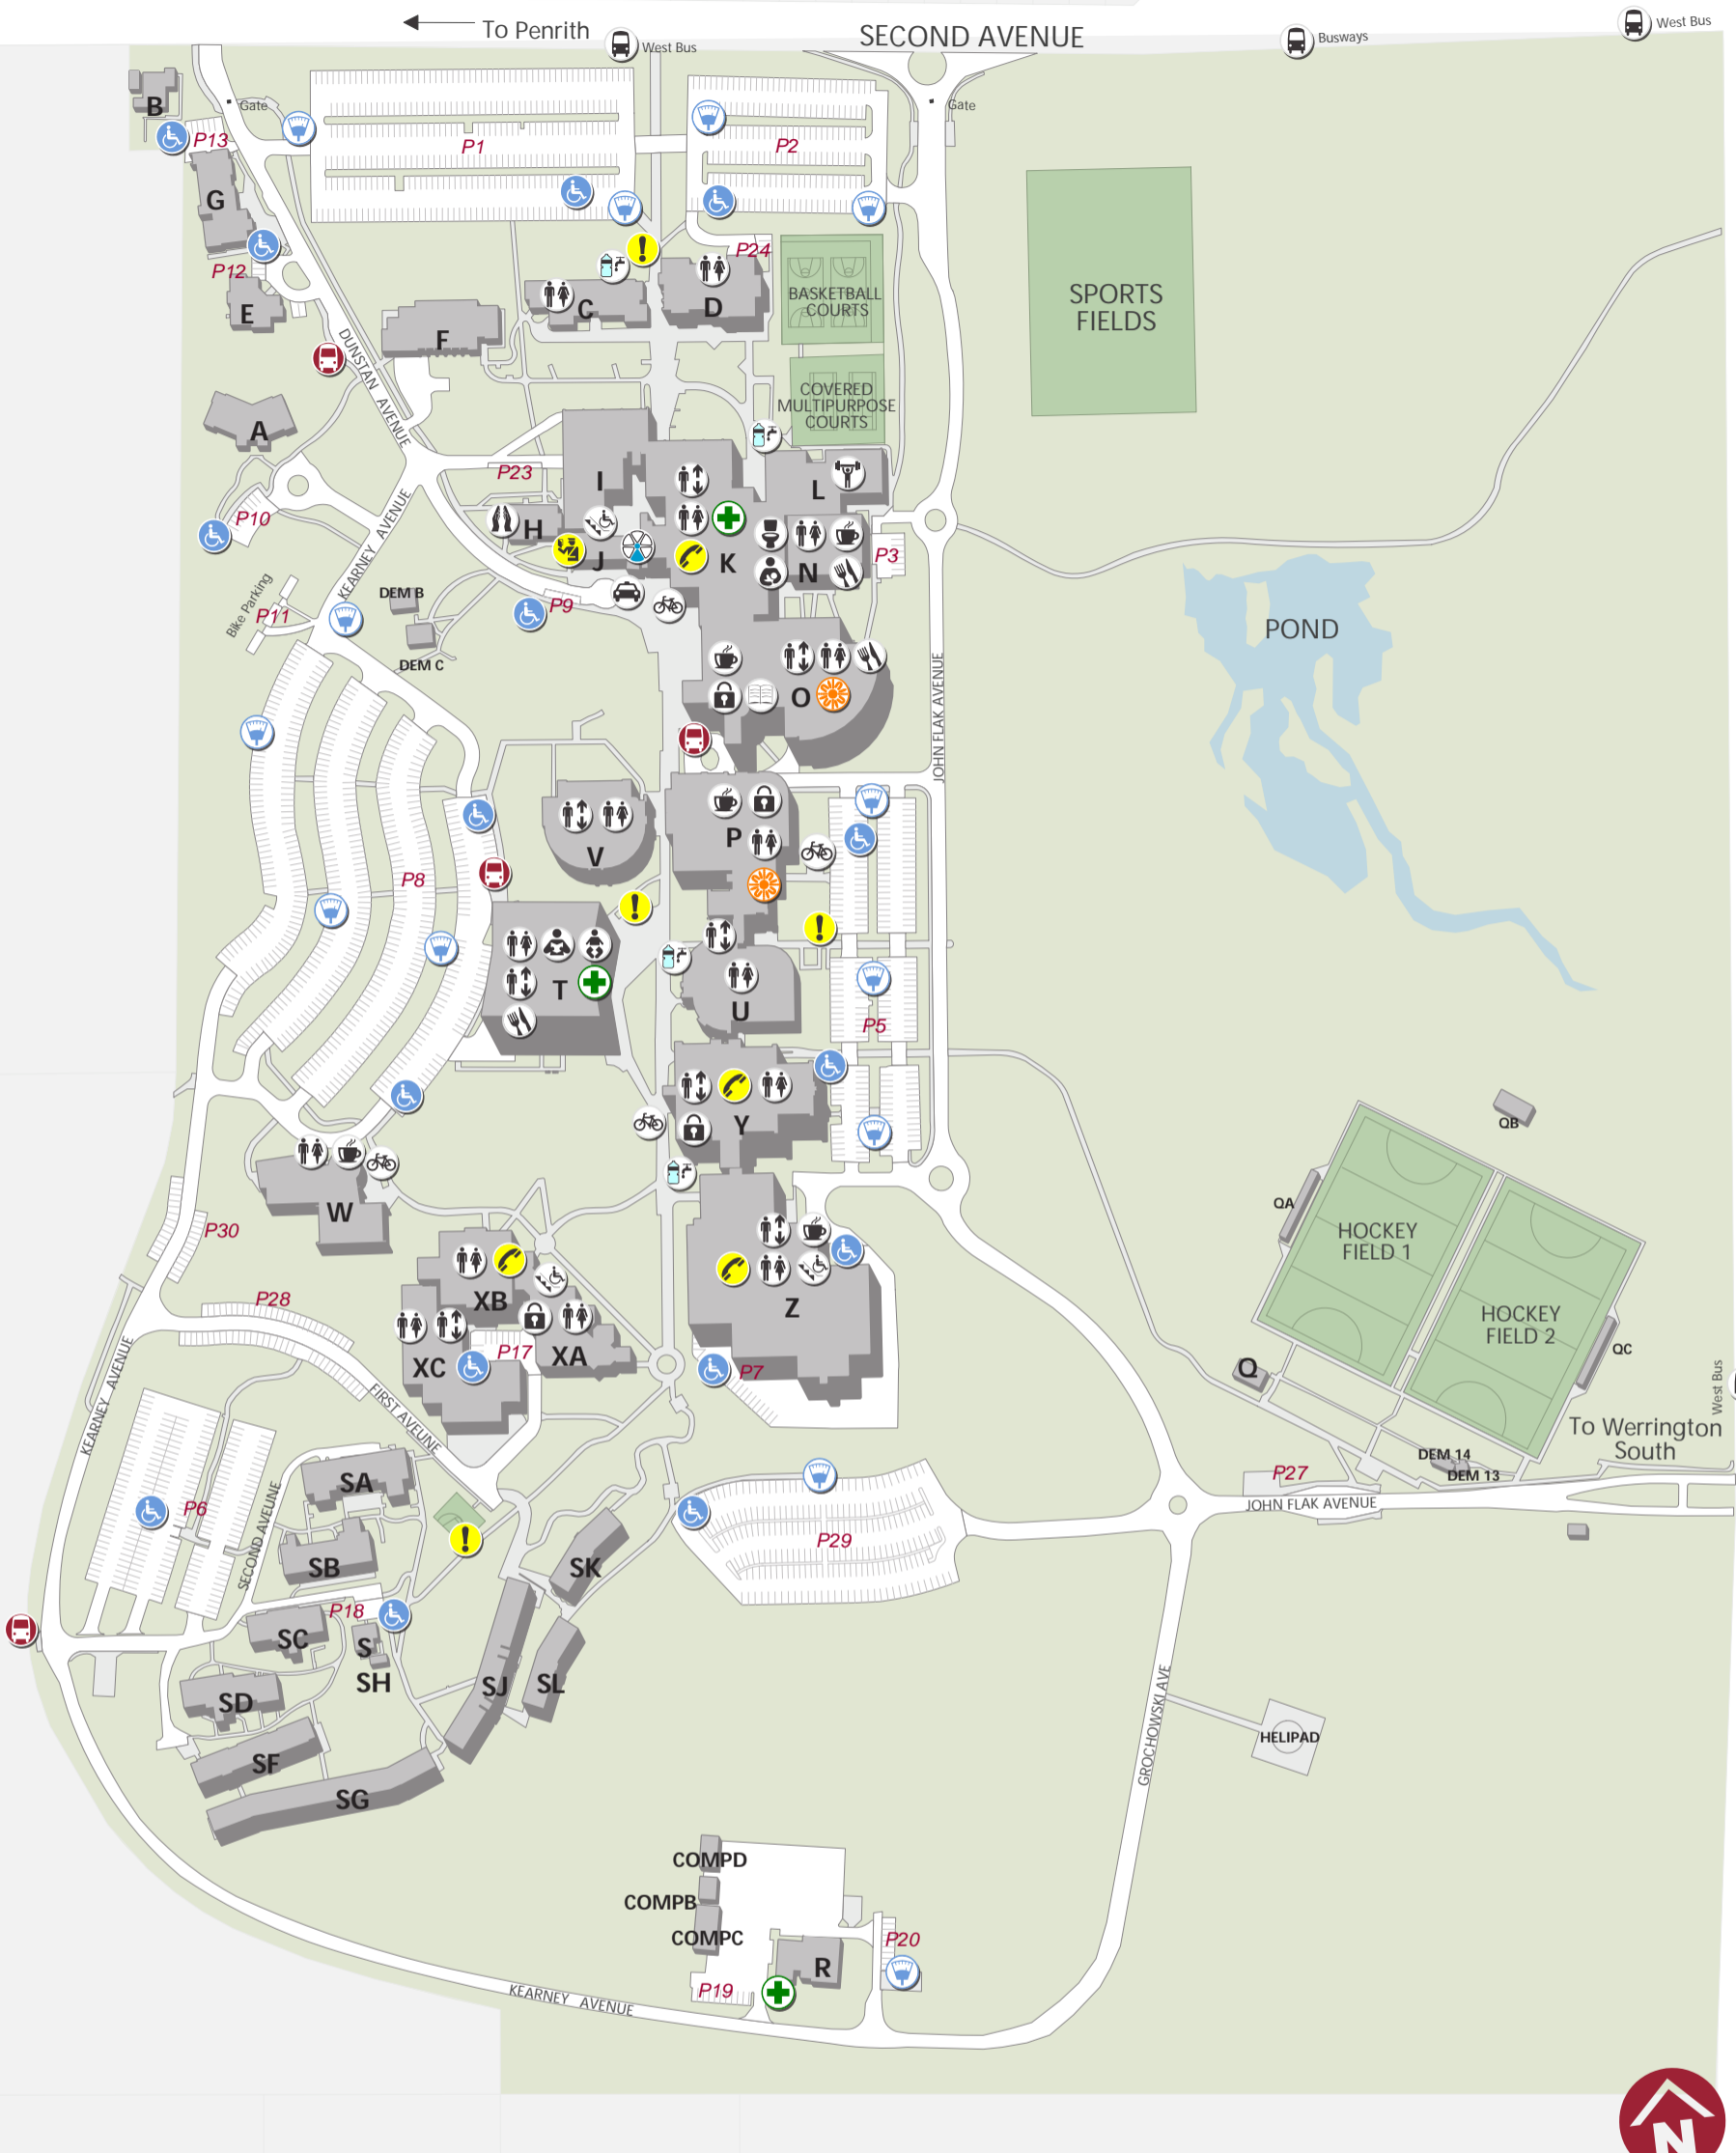 To Penrith
West Bus
SECOND AVENUE
Busways
West Bus
B
Gate
Gate
P13
P1
P2
G
P24
P12
E
C
D
BASKETBALL
COURTS
SPORTS
FIELDS
F
DUNSTAN AVENUE
COVERED
MULTIPURPOSE
COURTS
A
P23
I
L
P10
H
J
K
N
P3
KEARNEY AVENUE
Bike Parking
P11
DEM B
P9
DEM C
POND
O
JOHN FLAK AVENUE
V
P
P8
T
U
P5
Y
QB
QA
W
P30
HOCKEY
FIELD 1
HOCKEY
FIELD 2
P28
XB
Z
P17
XC
XA
P7
Q
QC
KEARNEY AVENUE
FIRST AVEUNE
West Bus
To Werrington
South
DEM 14
DEM 13
P27
JOHN FLAK AVENUE
SA
P6
SECOND AVEUNE
SB
SK
P29
P18
SC
S
SH
SJ
SL
SD
SF
SG
GROCHOWSKI AVE
HELIPAD
COMPD
COMPB
COMPC
P20
R
P19
KEARNEY AVENUE
N